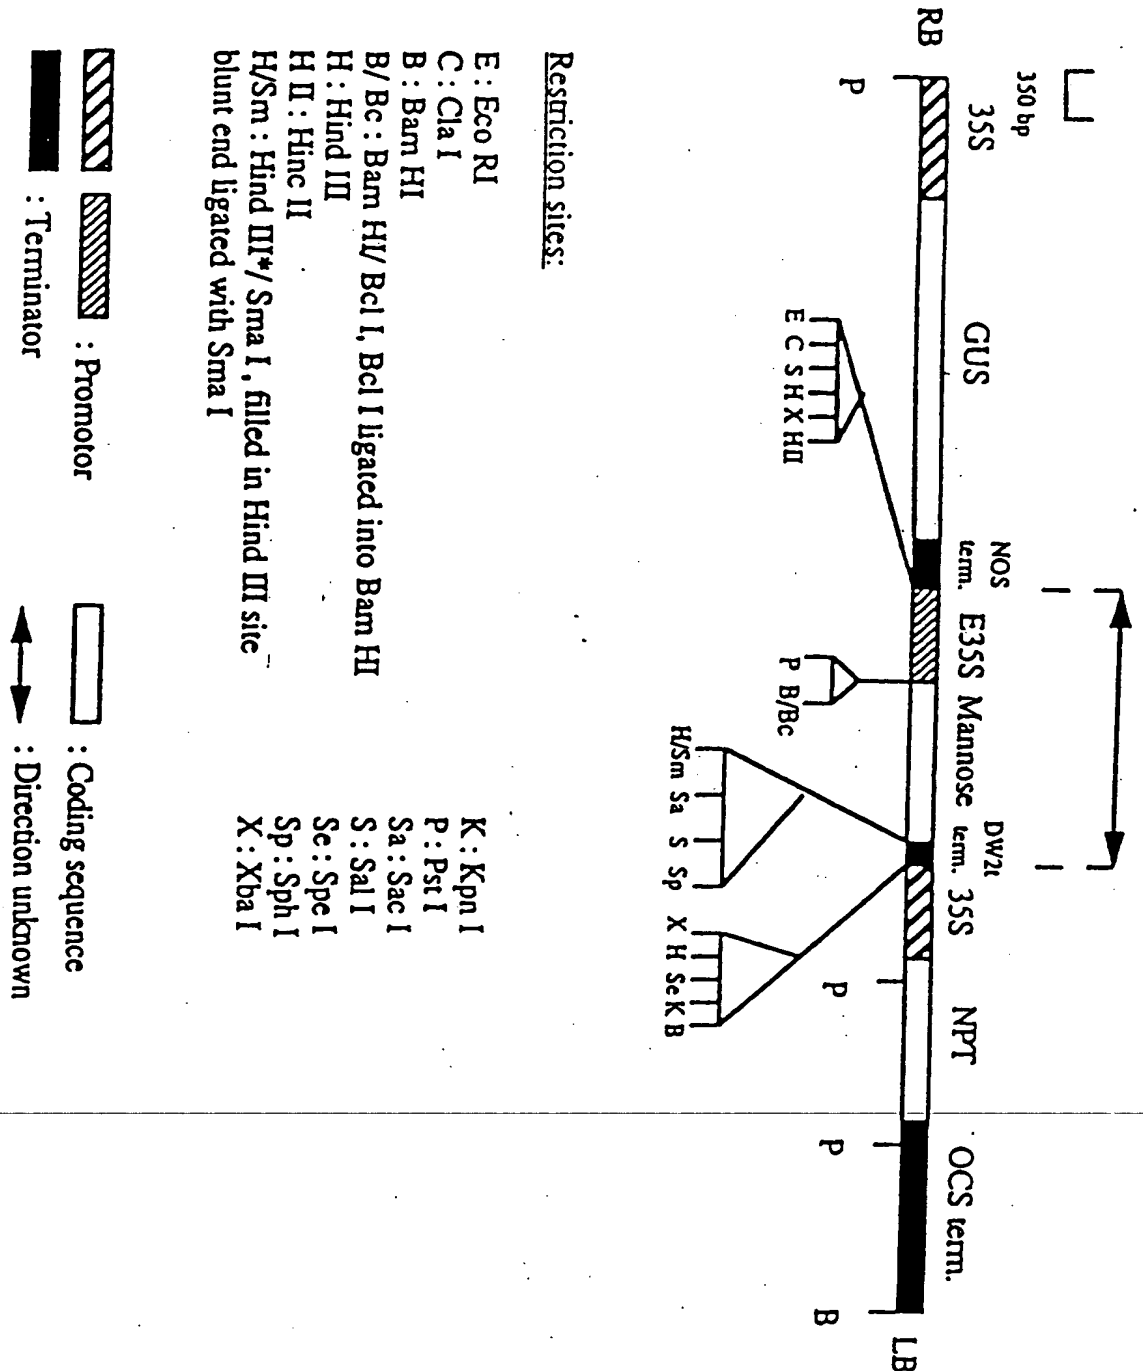 350 bp
RB 35S GUS NOS term. E35S Mannose DW2t term. 35S NPT OCS term. LB
P
E C S H X HII
P B/Bc
H/Sm Sa S Sp
X H Se K B
P
P
B
Restriction sites:
E : Eco RI
C : Cla I
B : Bam HI
B/ Bc : Bam HI/ Bcl I, Bcl I ligated into Bam HI
H : Hind III
H II : Hinc II
H/Sm : Hind III*/ Sma I , filled in Hind III site
blunt end ligated with Sma I
K : Kpn I
P : Pst I
Sa : Sac I
S : Sal I
Se : Spe I
Sp : Sph I
X : Xba I
: Promotor
: Coding sequence
: Terminator
: Direction unknown